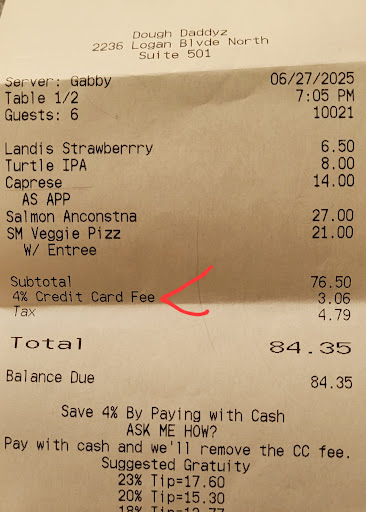 Dough Daddyz
2236 Logan Blvde North
Suite 501
Server: Gabby 06/27/2025
Table 1/2 7:05 PM
Guests: 6 10021
Landis Strawberrry 6.50
Turtle IPA 8.00
Caprese 14.00
AS APP
Salmon Anconstna 27.00
SM Veggie Pizz 21.00
W/ Entree
Subtotal 76.50
4% Credit Card Fee 3.06
Tax 4.79
Total 84.35
Balance Due 84.35
Save 4% By Paying with Cash
ASK ME HOW?
Pay with cash and we'll remove the CC fee.
Suggested Gratuity
23% Tip=17.60
20% Tip=15.30
18% Tip=13.77